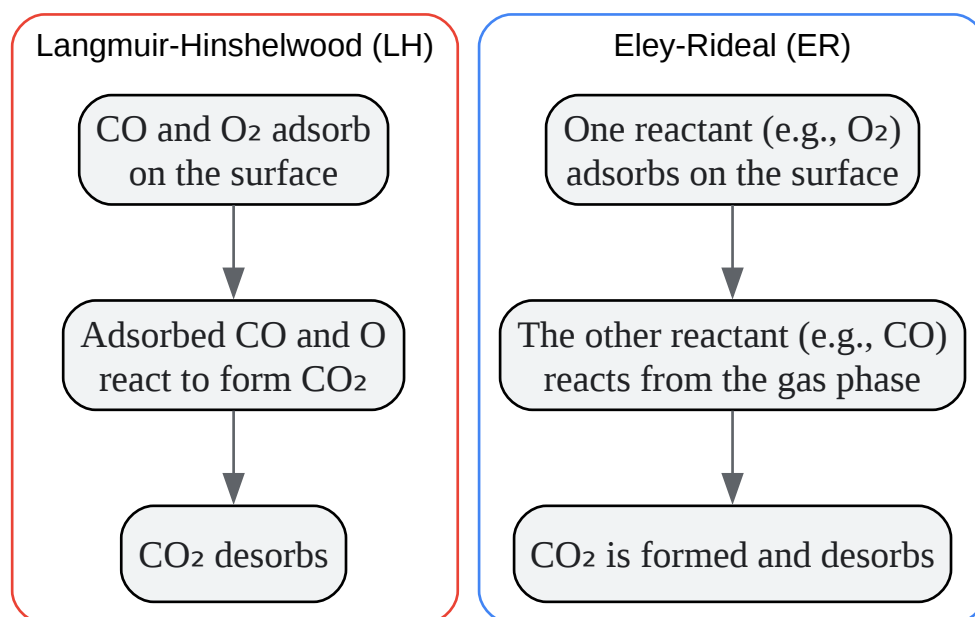 Langmuir-Hinshelwood (LH)
CO and O₂ adsorb
on the surface
Adsorbed CO and O
react to form CO₂
CO₂ desorbs
Eley-Rideal (ER)
One reactant (e.g., O₂)
adsorbs on the surface
The other reactant (e.g., CO)
reacts from the gas phase
CO₂ is formed and desorbs